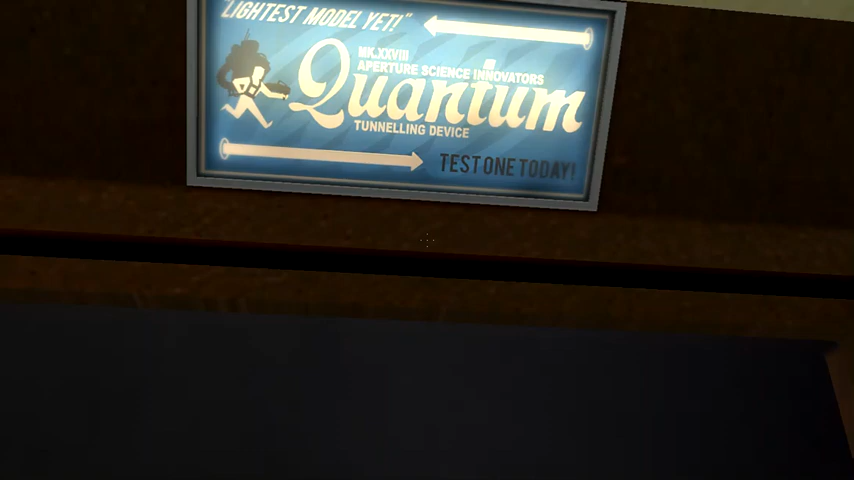 "LIGHTEST MODEL YET!"
MK.XXVIII
APERTURE SCIENCE INNOVATORS
Quantum
TUNNELLING DEVICE
TEST ONE TODAY!